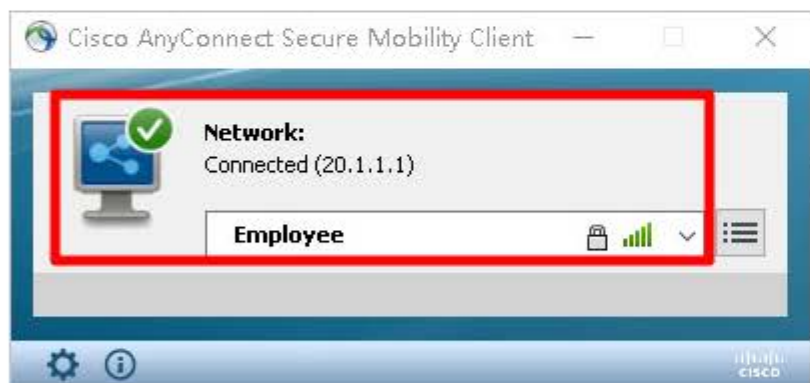 Cisco AnyConnect Secure Mobility Client
Network:
Connected (20.1.1.1)
Employee
CISCO